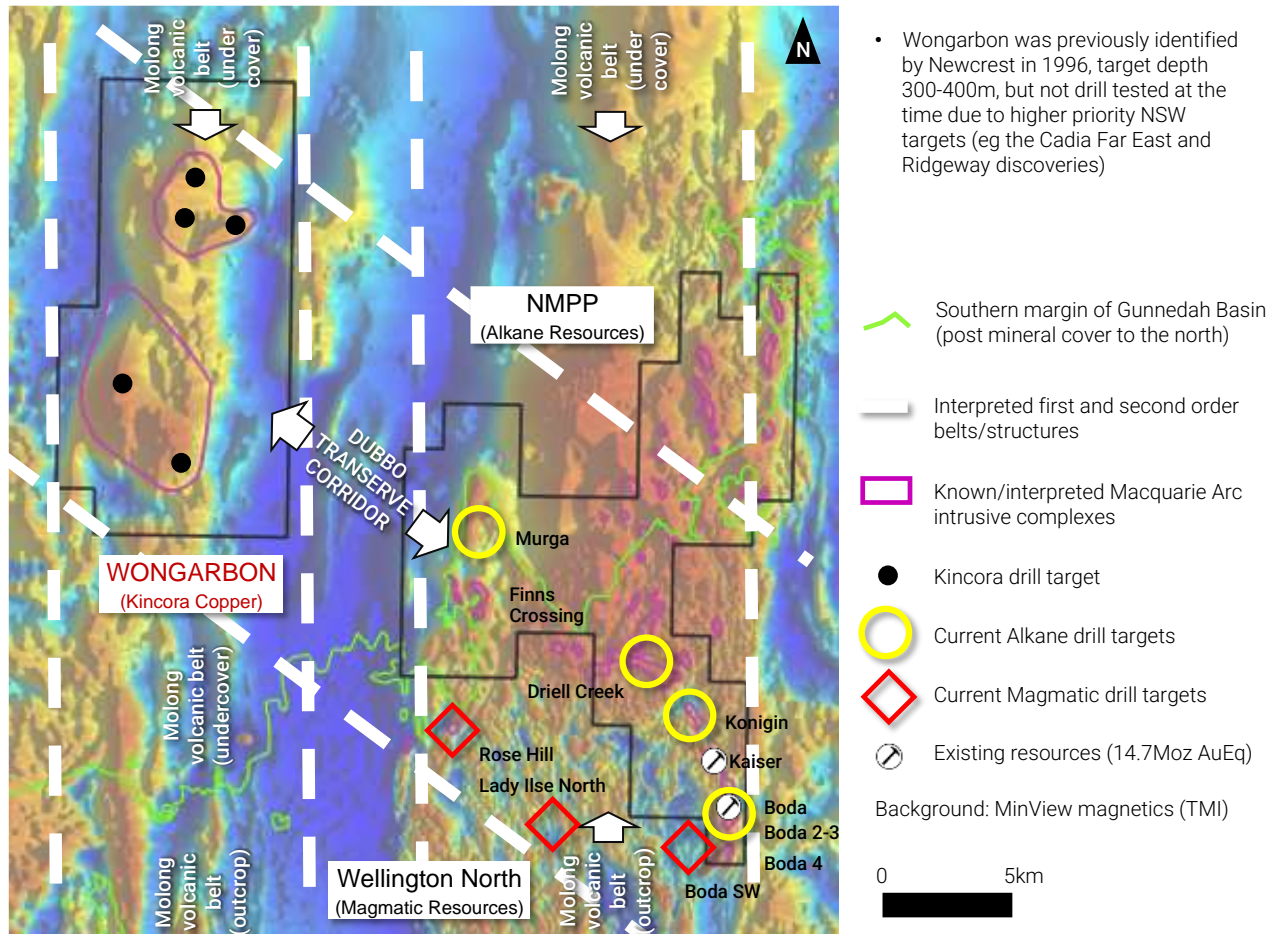 Molong
volcanic
belt
(under
cover)
Molong
volcanic
belt
(under
cover)
N
NMPP
(Alkane Resources)
DUBBO
TRANSERVE
CORRIDOR
Murga
WONGARBON
(Kincora Copper)
Finns
Crossing
Molong
volcanic belt
(undercover)
Driell Creek
Konigin
Rose Hill
Kaiser
Lady Ilse North
Boda
Boda 2-3
Boda 4
Boda SW
Wellington North
(Magmatic Resources)
Molong
volcanic
belt
(outcrop)
Molong
volcanic
belt
(outcrop)
• Wongarbon was previously identified
by Newcrest in 1996, target depth
300-400m, but not drill tested at the
time due to higher priority NSW
targets (eg the Cadia Far East and
Ridgeway discoveries)
Southern margin of Gunnedah Basin
(post mineral cover to the north)
Interpreted first and second order
belts/structures
Known/interpreted Macquarie Arc
intrusive complexes
Kincora drill target
Current Alkane drill targets
Current Magmatic drill targets
Existing resources (14.7Moz AuEq)
Background: MinView magnetics (TMI)
0 5km